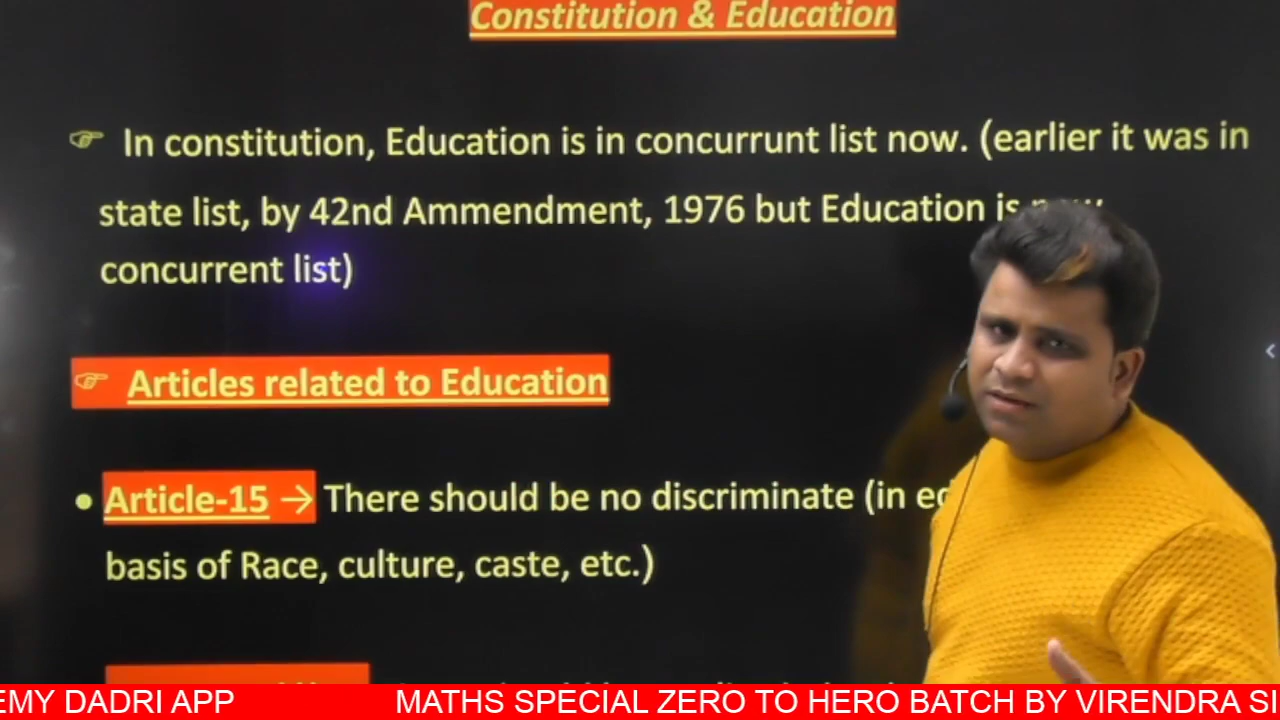 Constitution & Education
☞ In constitution, Education is in concurrunt list now. (earlier it was in
state list, by 42nd Ammendment, 1976 but Education is
concurrent list)
☞ Articles related to Education
• Article-15 → There should be no discriminate (in
basis of Race, culture, caste, etc.)
EMY DADRI APP MATHS SPECIAL ZERO TO HERO BATCH BY VIRENDRA SI